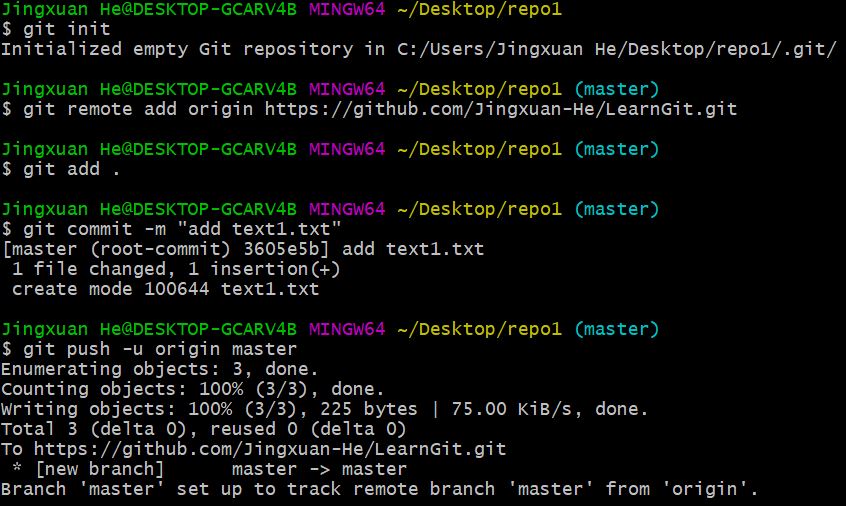 Jingxuan He@DESKTOP-GCARV4B MINGW64 ~/Desktop/repo1
$ git init
Initialized empty Git repository in C:/Users/Jingxuan He/Desktop/repo1/.git/
Jingxuan He@DESKTOP-GCARV4B MINGW64 ~/Desktop/repo1 (master)
$ git remote add origin https://github.com/Jingxuan-He/LearnGit.git
Jingxuan He@DESKTOP-GCARV4B MINGW64 ~/Desktop/repo1 (master)
$ git add .
Jingxuan He@DESKTOP-GCARV4B MINGW64 ~/Desktop/repo1 (master)
$ git commit -m "add text1.txt"
[master (root-commit) 3605e5b] add text1.txt
 1 file changed, 1 insertion(+)
 create mode 100644 text1.txt
Jingxuan He@DESKTOP-GCARV4B MINGW64 ~/Desktop/repo1 (master)
$ git push -u origin master
Enumerating objects: 3, done.
Counting objects: 100% (3/3), done.
Writing objects: 100% (3/3), 225 bytes | 75.00 KiB/s, done.
Total 3 (delta 0), reused 0 (delta 0)
To https://github.com/Jingxuan-He/LearnGit.git
 * [new branch]      master -> master
Branch 'master' set up to track remote branch 'master' from 'origin'.